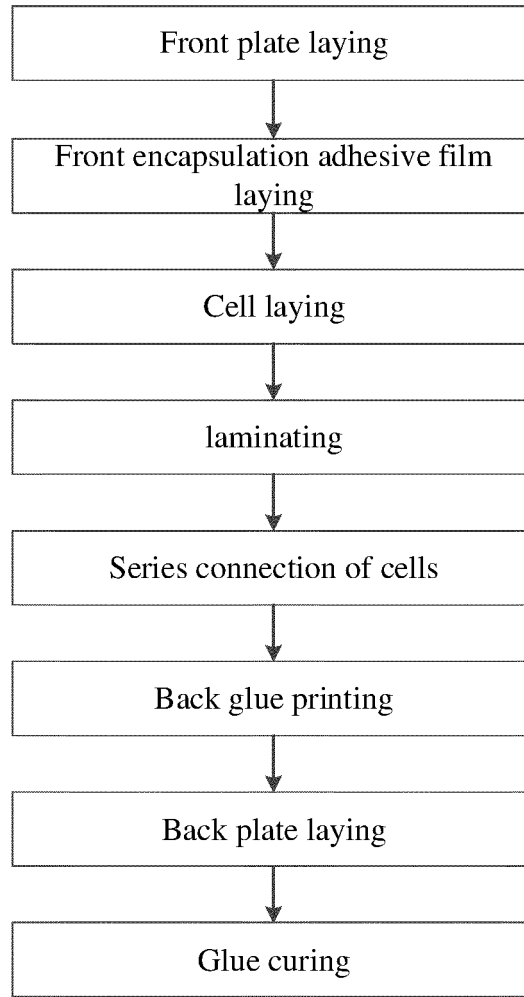 Front plate laying
Front encapsulation adhesive film
laying
Cell laying
laminating
Series connection of cells
Back glue printing
Back plate laying
Glue curing